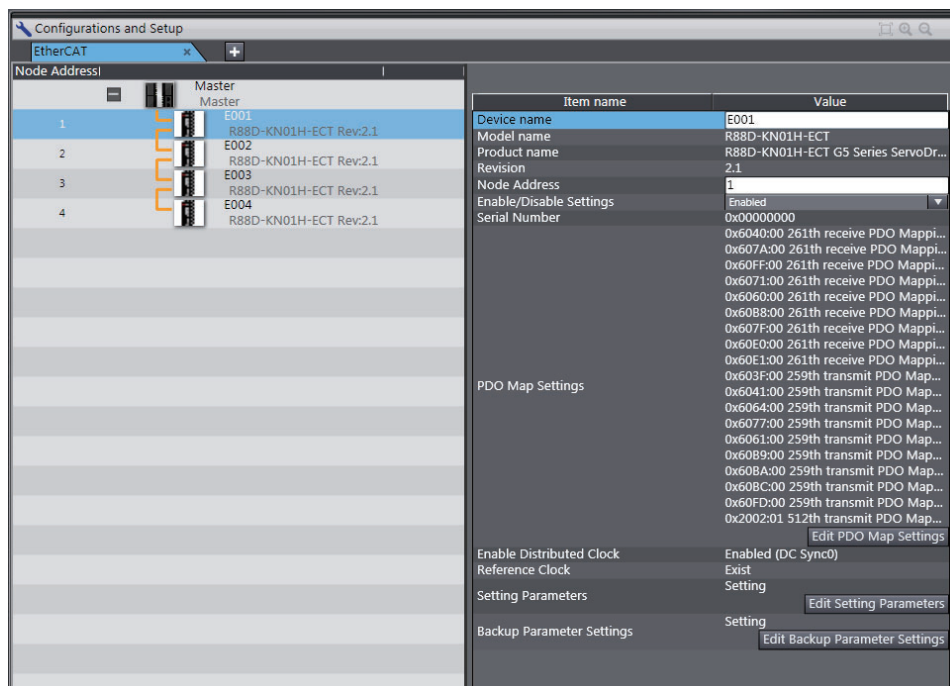 Configurations and Setup
EtherCAT × +
Node Address
Master
Master
1 E001
R88D-KN01H-ECT Rev:2.1
2 E002
R88D-KN01H-ECT Rev:2.1
3 E003
R88D-KN01H-ECT Rev:2.1
4 E004
R88D-KN01H-ECT Rev:2.1
Item name Value
Device name E001
Model name R88D-KN01H-ECT
Product name R88D-KN01H-ECT G5 Series ServoDr...
Revision 2.1
Node Address 1
Enable/Disable Settings Enabled
Serial Number 0x00000000
PDO Map Settings
0x6040:00 261th receive PDO Mappi...
0x607A:00 261th receive PDO Mappi...
0x60FF:00 261th receive PDO Mappi...
0x6071:00 261th receive PDO Mappi...
0x6060:00 261th receive PDO Mappi...
0x60B8:00 261th receive PDO Mappi...
0x607F:00 261th receive PDO Mappi...
0x60E0:00 261th receive PDO Mappi...
0x60E1:00 261th receive PDO Mappi...
0x603F:00 259th transmit PDO Map...
0x6041:00 259th transmit PDO Map...
0x6064:00 259th transmit PDO Map...
0x6077:00 259th transmit PDO Map...
0x6061:00 259th transmit PDO Map...
0x60B9:00 259th transmit PDO Map...
0x60BA:00 259th transmit PDO Map...
0x60BC:00 259th transmit PDO Map...
0x60FD:00 259th transmit PDO Map...
0x2002:01 512th transmit PDO Map...
Edit PDO Map Settings
Enable Distributed Clock Enabled (DC Sync0)
Reference Clock Exist
Setting Parameters Setting
Edit Setting Parameters
Backup Parameter Settings Setting
Edit Backup Parameter Settings